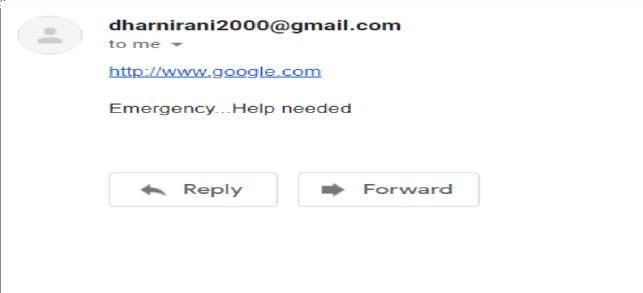 dharnirani2000@gmail.com
to me
http://www.google.com
Emergency...Help needed
Reply
Forward